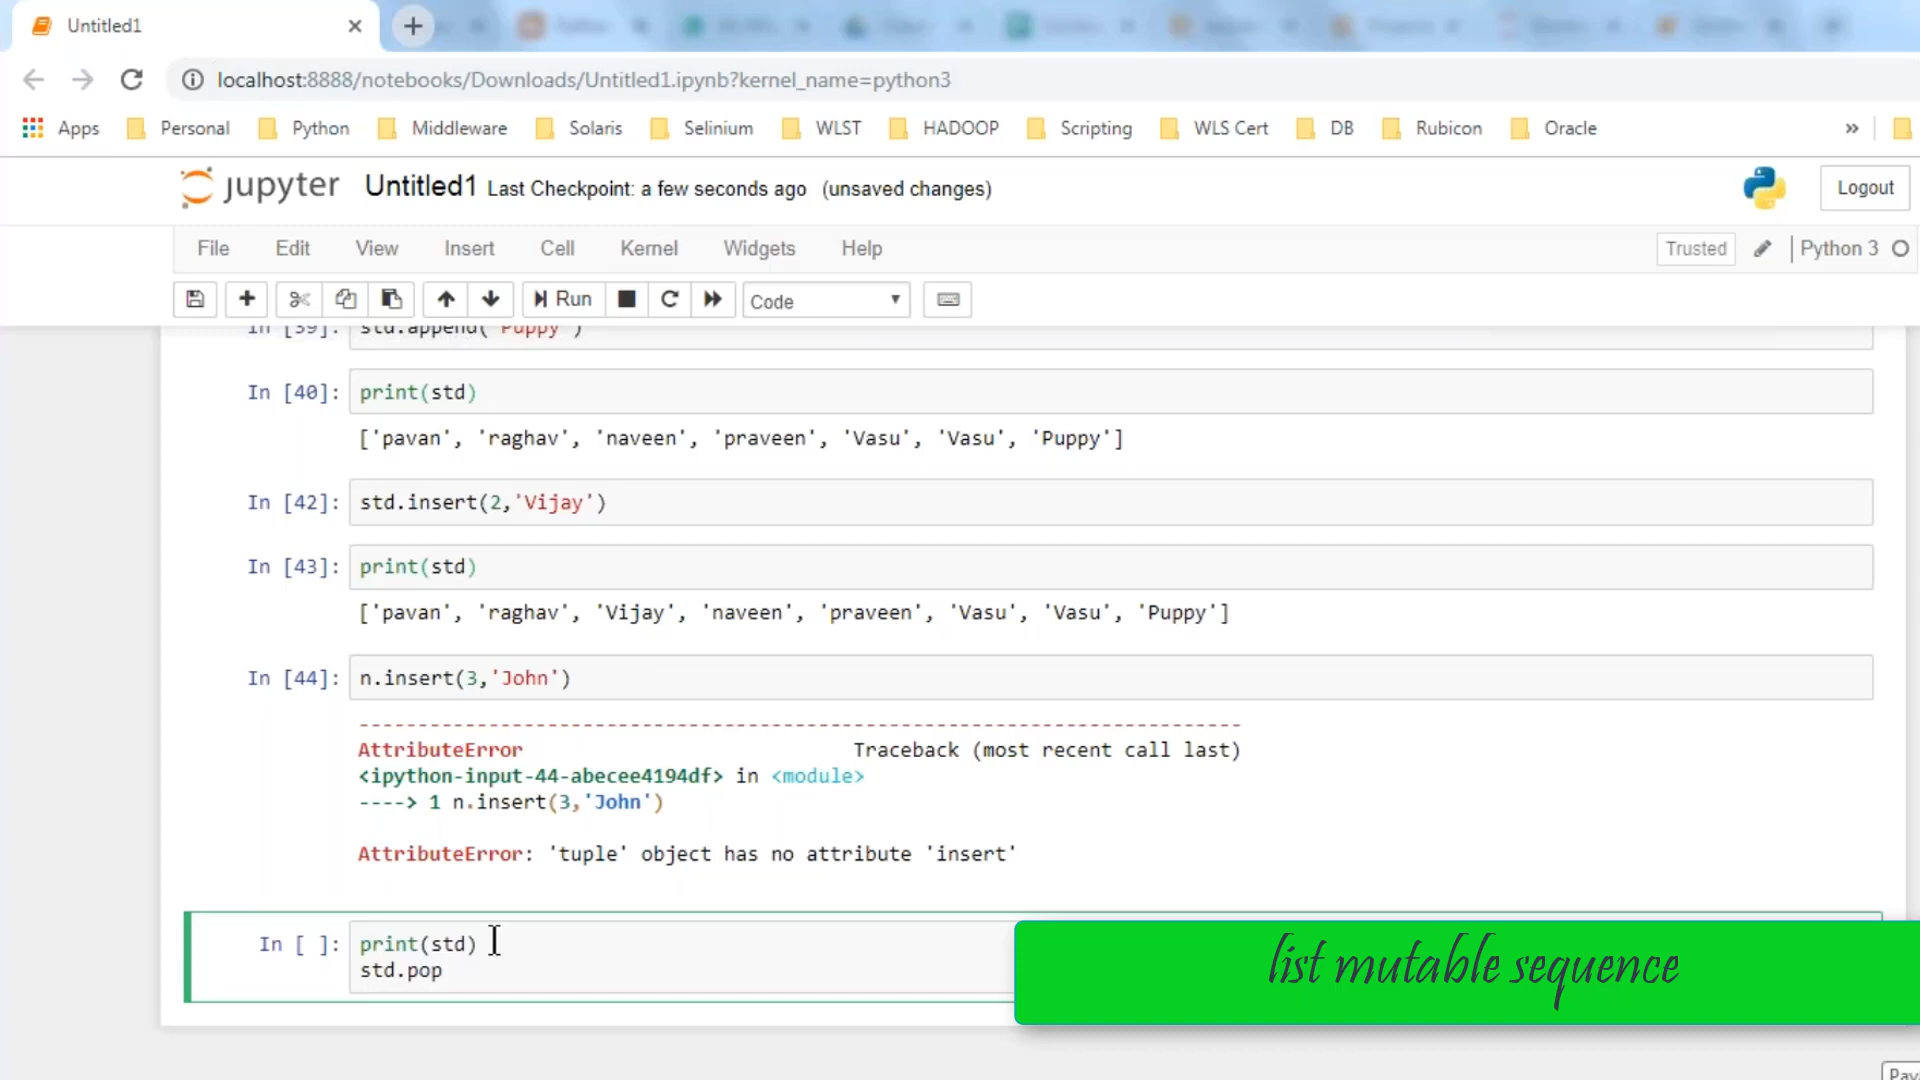 Untitled1
localhost:8888/notebooks/Downloads/Untitled1.ipynb?kernel_name=python3
Apps Personal Python Middleware Solaris Selinium WLST HADOOP Scripting WLS Cert DB Rubicon Oracle »
jupyter Untitled1 Last Checkpoint: a few seconds ago (unsaved changes) Logout
File Edit View Insert Cell Kernel Widgets Help Trusted Python 3
Run Code
In [39]: std.append('Puppy')
In [40]: print(std)
['pavan', 'raghav', 'naveen', 'praveen', 'Vasu', 'Vasu', 'Puppy']
In [42]: std.insert(2,'Vijay')
In [43]: print(std)
['pavan', 'raghav', 'Vijay', 'naveen', 'praveen', 'Vasu', 'Vasu', 'Puppy']
In [44]: n.insert(3,'John')
---------------------------------------------------------------------------
AttributeError Traceback (most recent call last)
<ipython-input-44-abecee4194df> in <module>
----> 1 n.insert(3,'John')
AttributeError: 'tuple' object has no attribute 'insert'
In [ ]: print(std)
std.pop
list mutable sequence